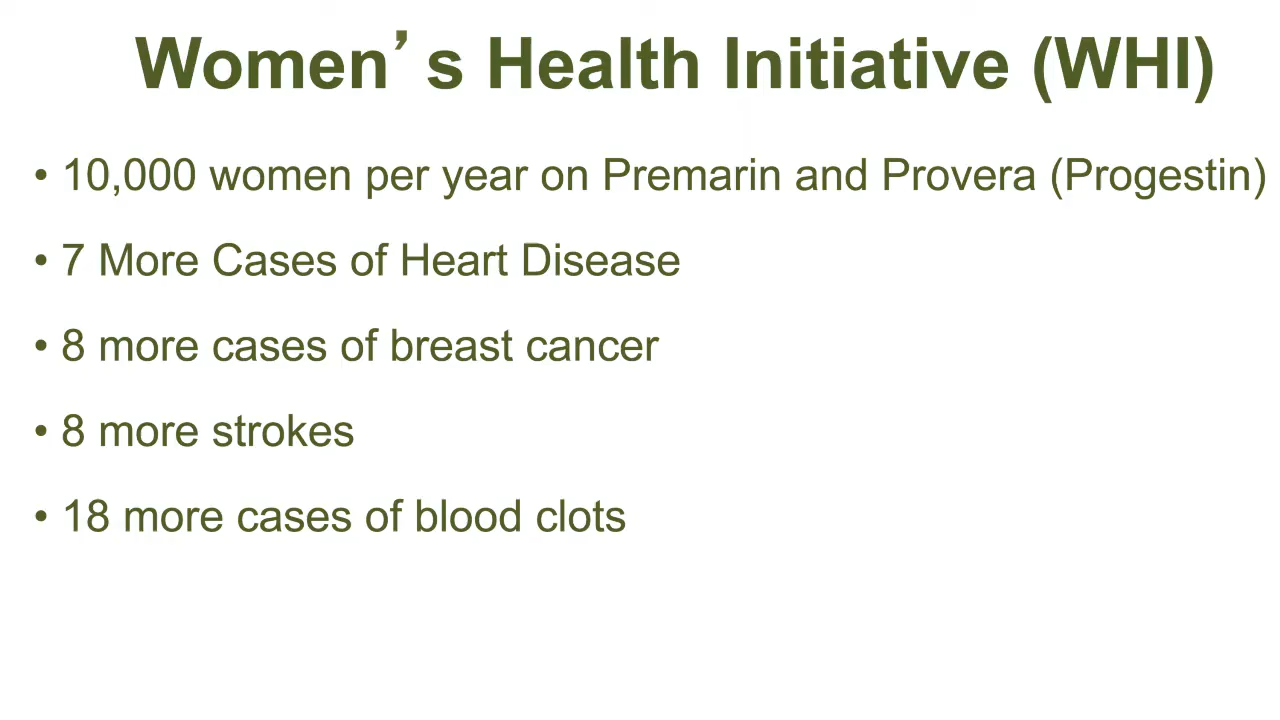 Women’s Health Initiative (WHI)
• 10,000 women per year on Premarin and Provera (Progestin)
• 7 More Cases of Heart Disease
• 8 more cases of breast cancer
• 8 more strokes
• 18 more cases of blood clots